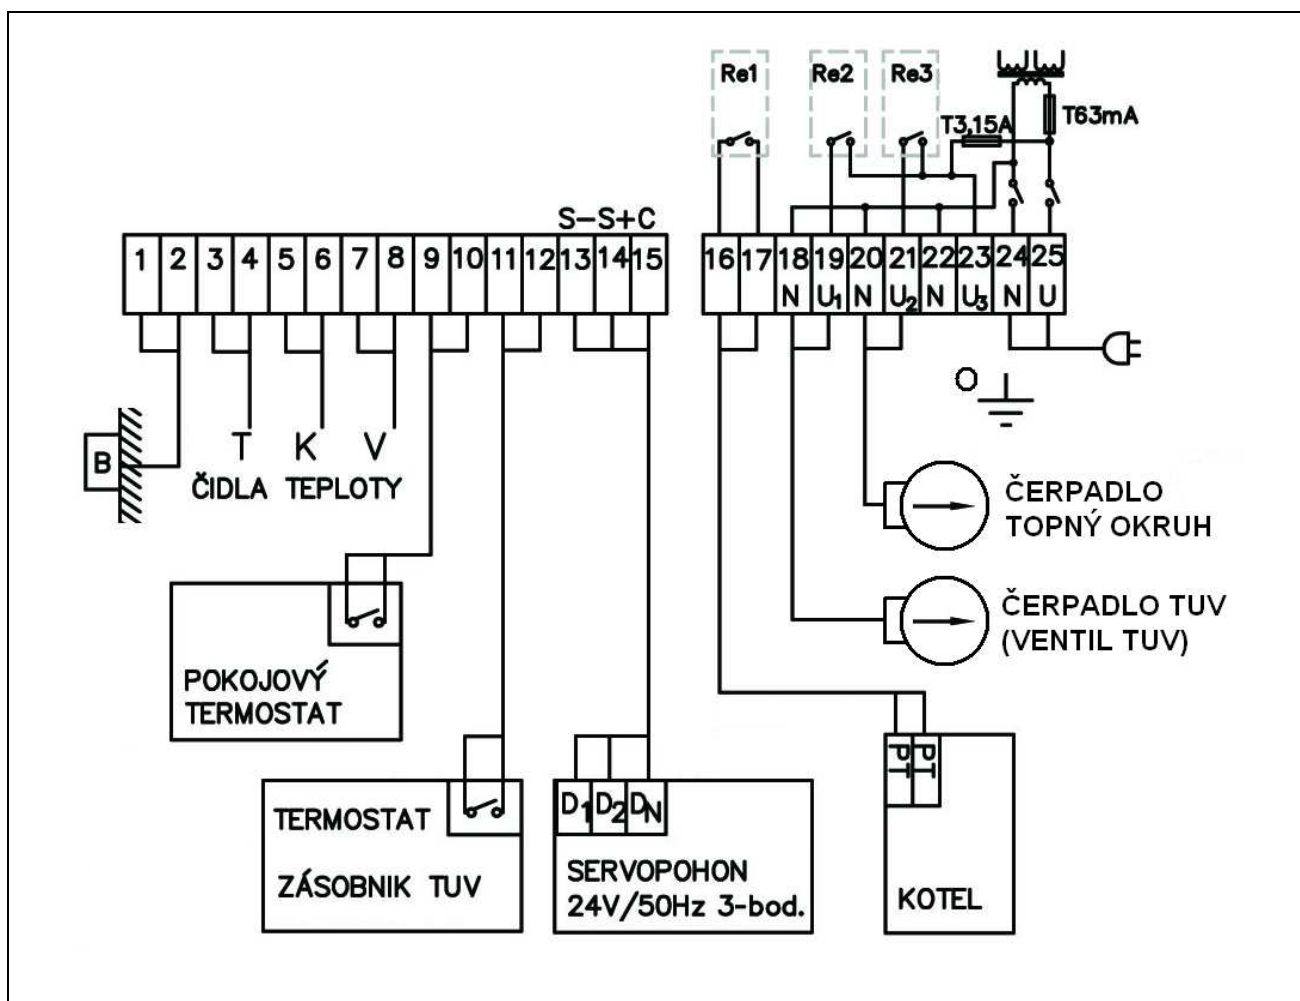 Re1 Re2 Re3
T3,15A T63mA
S-S+C
1 2 3 4 5 6 7 8 9 10 11 12 13 14 15
16 17 18 19 20 21 22 23 24 25
N U1 N U2 N U3 N U
B
T K V
ČIDLA TEPLOTY
ČERPADLO
TOPNÝ OKRUH
ČERPADLO TUV
(VENTIL TUV)
POKOJOVÝ
TERMOSTAT
TERMOSTAT
ZÁSOBNIK TUV
D1 D2 DN
SERVOPOHON
24V/50Hz 3-bod.
PT PT
KOTEL